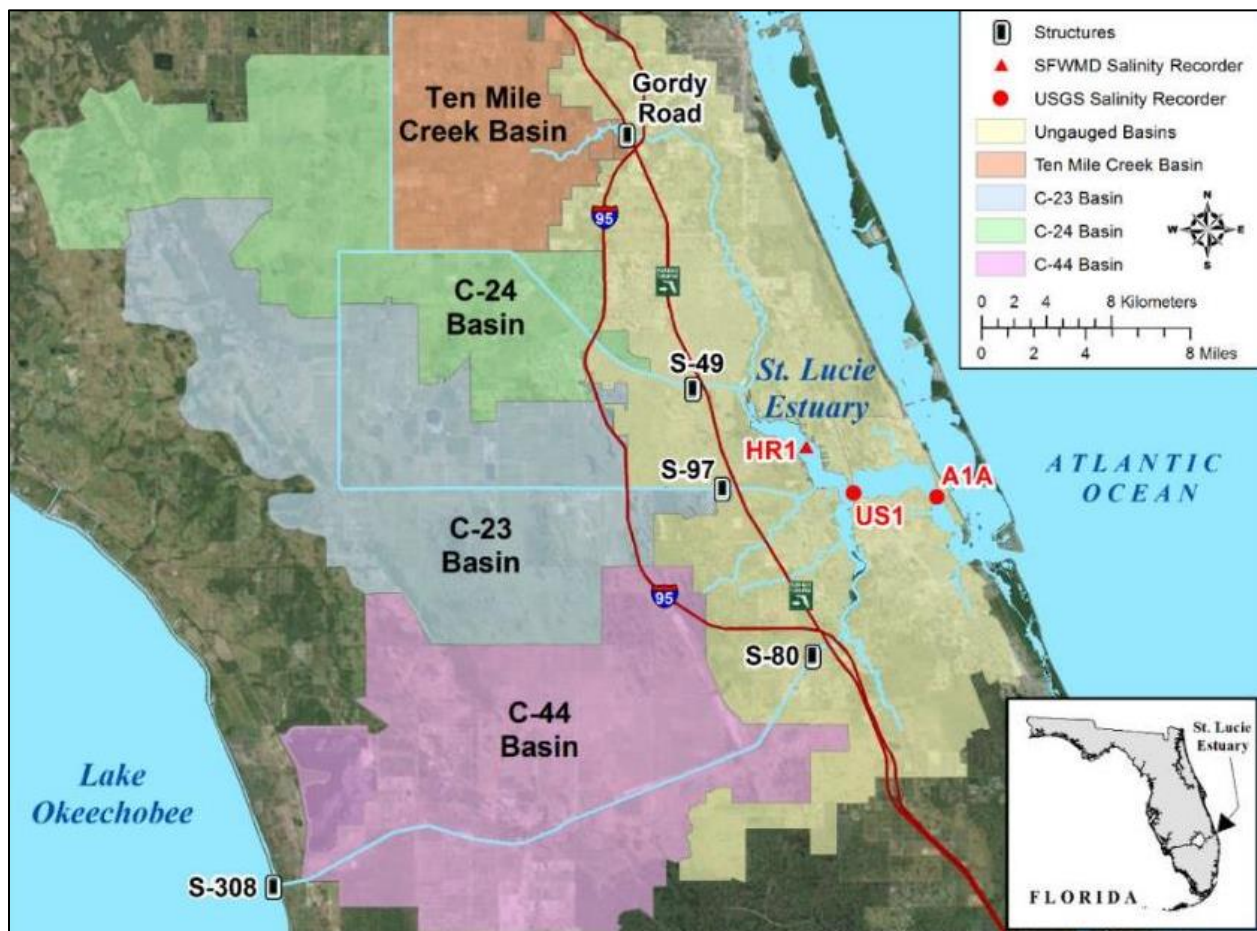 Structures
SFWMD Salinity Recorder
USGS Salinity Recorder
Ungauged Basins
Ten Mile Creek Basin
C-23 Basin
C-24 Basin
C-44 Basin
N
W E
S
0 2 4 8 Kilometers
0 2 4 8 Miles
Ten Mile
Creek Basin
Gordy
Road
95
C-24
Basin
S-49
St. Lucie
Estuary
HR1
S-97
A1A
US1
ATLANTIC
OCEAN
C-23
Basin
95
S-80
C-44
Basin
Lake
Okeechobee
S-308
St. Lucie
Estuary
FLORIDA